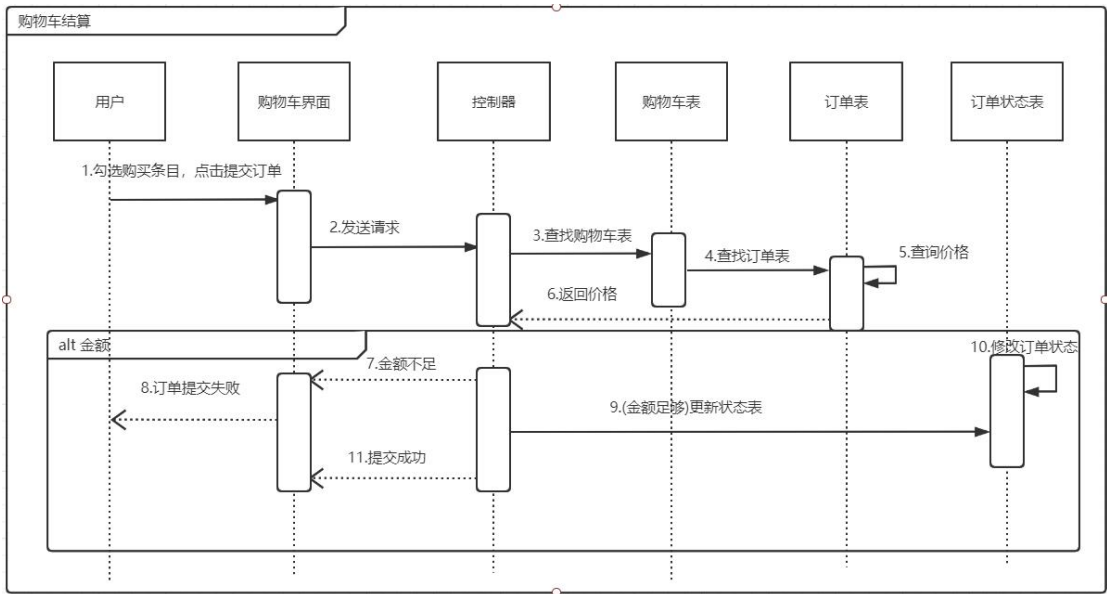 购物车结算
用户
购物车界面
控制器
购物车表
订单表
订单状态表
1.勾选购买条目，点击提交订单
2.发送请求
3.查找购物车表
4.查找订单表
5.查询价格
6.返回价格
alt 金额
7.金额不足
8.订单提交失败
9.(金额足够)更新状态表
10.修改订单状态
11.提交成功